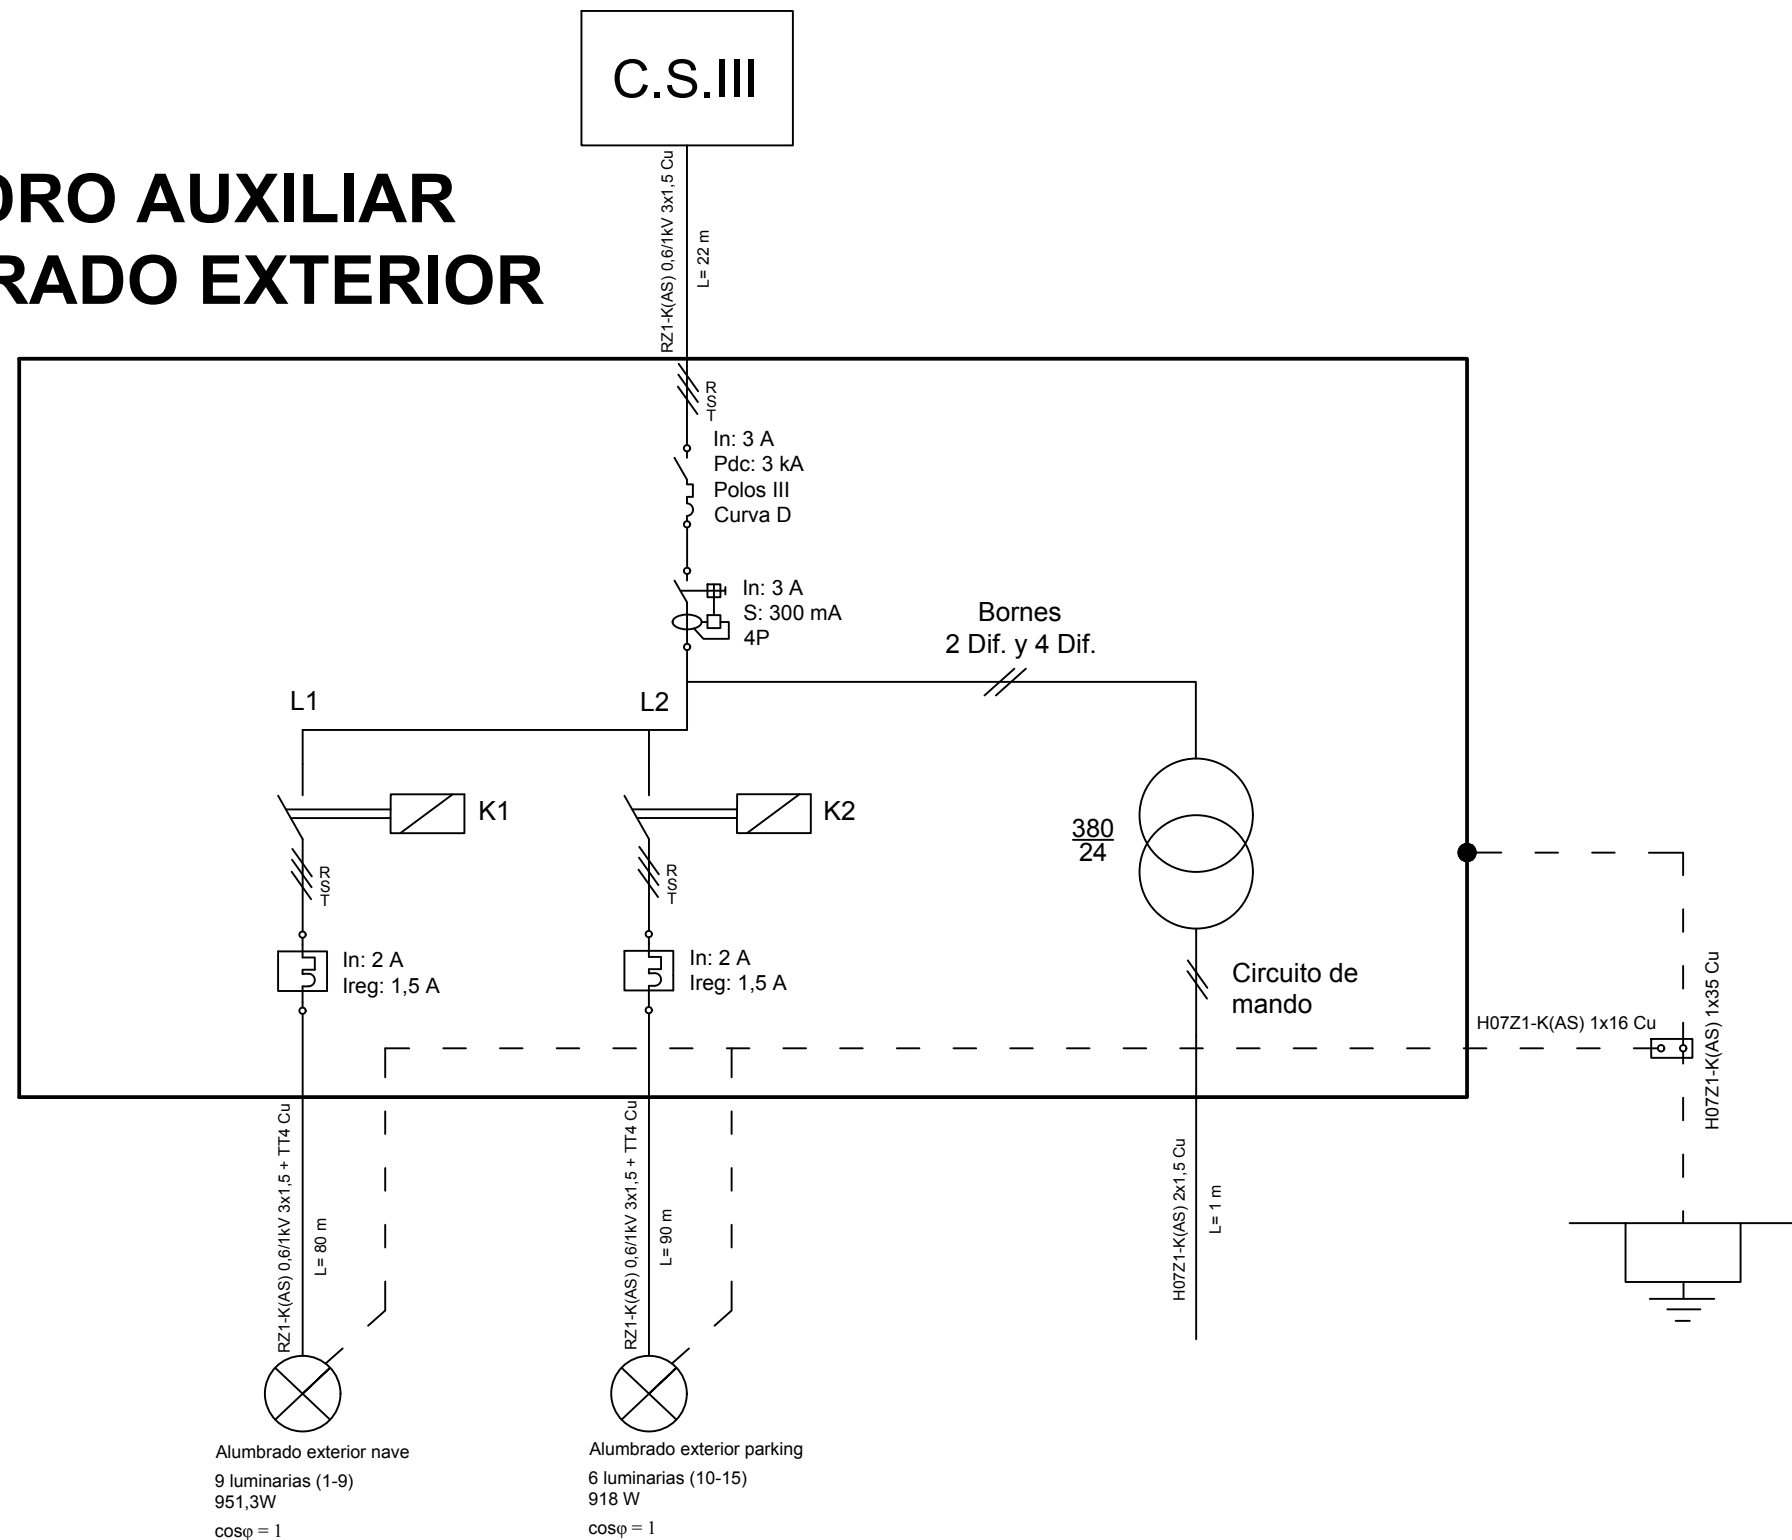 C.S.III
DRO AUXILIAR
RADO EXTERIOR
RZ1-K(AS) 0,6/1kV 3x1,5 Cu
L= 22 m
R
S
T
In: 3 A
Pdc: 3 kA
Polos III
Curva D
In: 3 A
S: 300 mA
4P
Bornes
2 Dif. y 4 Dif.
L1
L2
K1
K2
380
24
R
S
T
R
S
T
In: 2 A
Ireg: 1,5 A
In: 2 A
Ireg: 1,5 A
Circuito de
mando
H07Z1-K(AS) 1x16 Cu
H07Z1-K(AS) 1x35 Cu
RZ1-K(AS) 0,6/1kV 3x1,5 + TT4 Cu
L= 80 m
RZ1-K(AS) 0,6/1kV 3x1,5 + TT4 Cu
L= 90 m
H07Z1-K(AS) 2x1,5 Cu
L= 1 m
Alumbrado exterior nave
9 luminarias (1-9)
951,3W
cosφ = 1
Alumbrado exterior parking
6 luminarias (10-15)
918 W
cosφ = 1